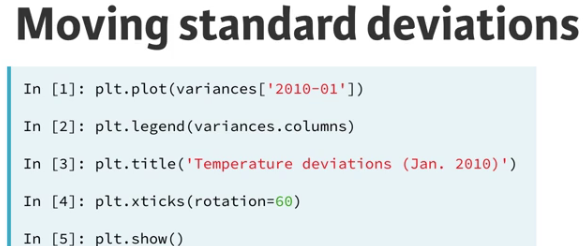 Moving standard deviations
In [1]: plt.plot(variances['2010-01'])
In [2]: plt.legend(variances.columns)
In [3]: plt.title('Temperature deviations (Jan. 2010)')
In [4]: plt.xticks(rotation=60)
In [5]: plt.show()